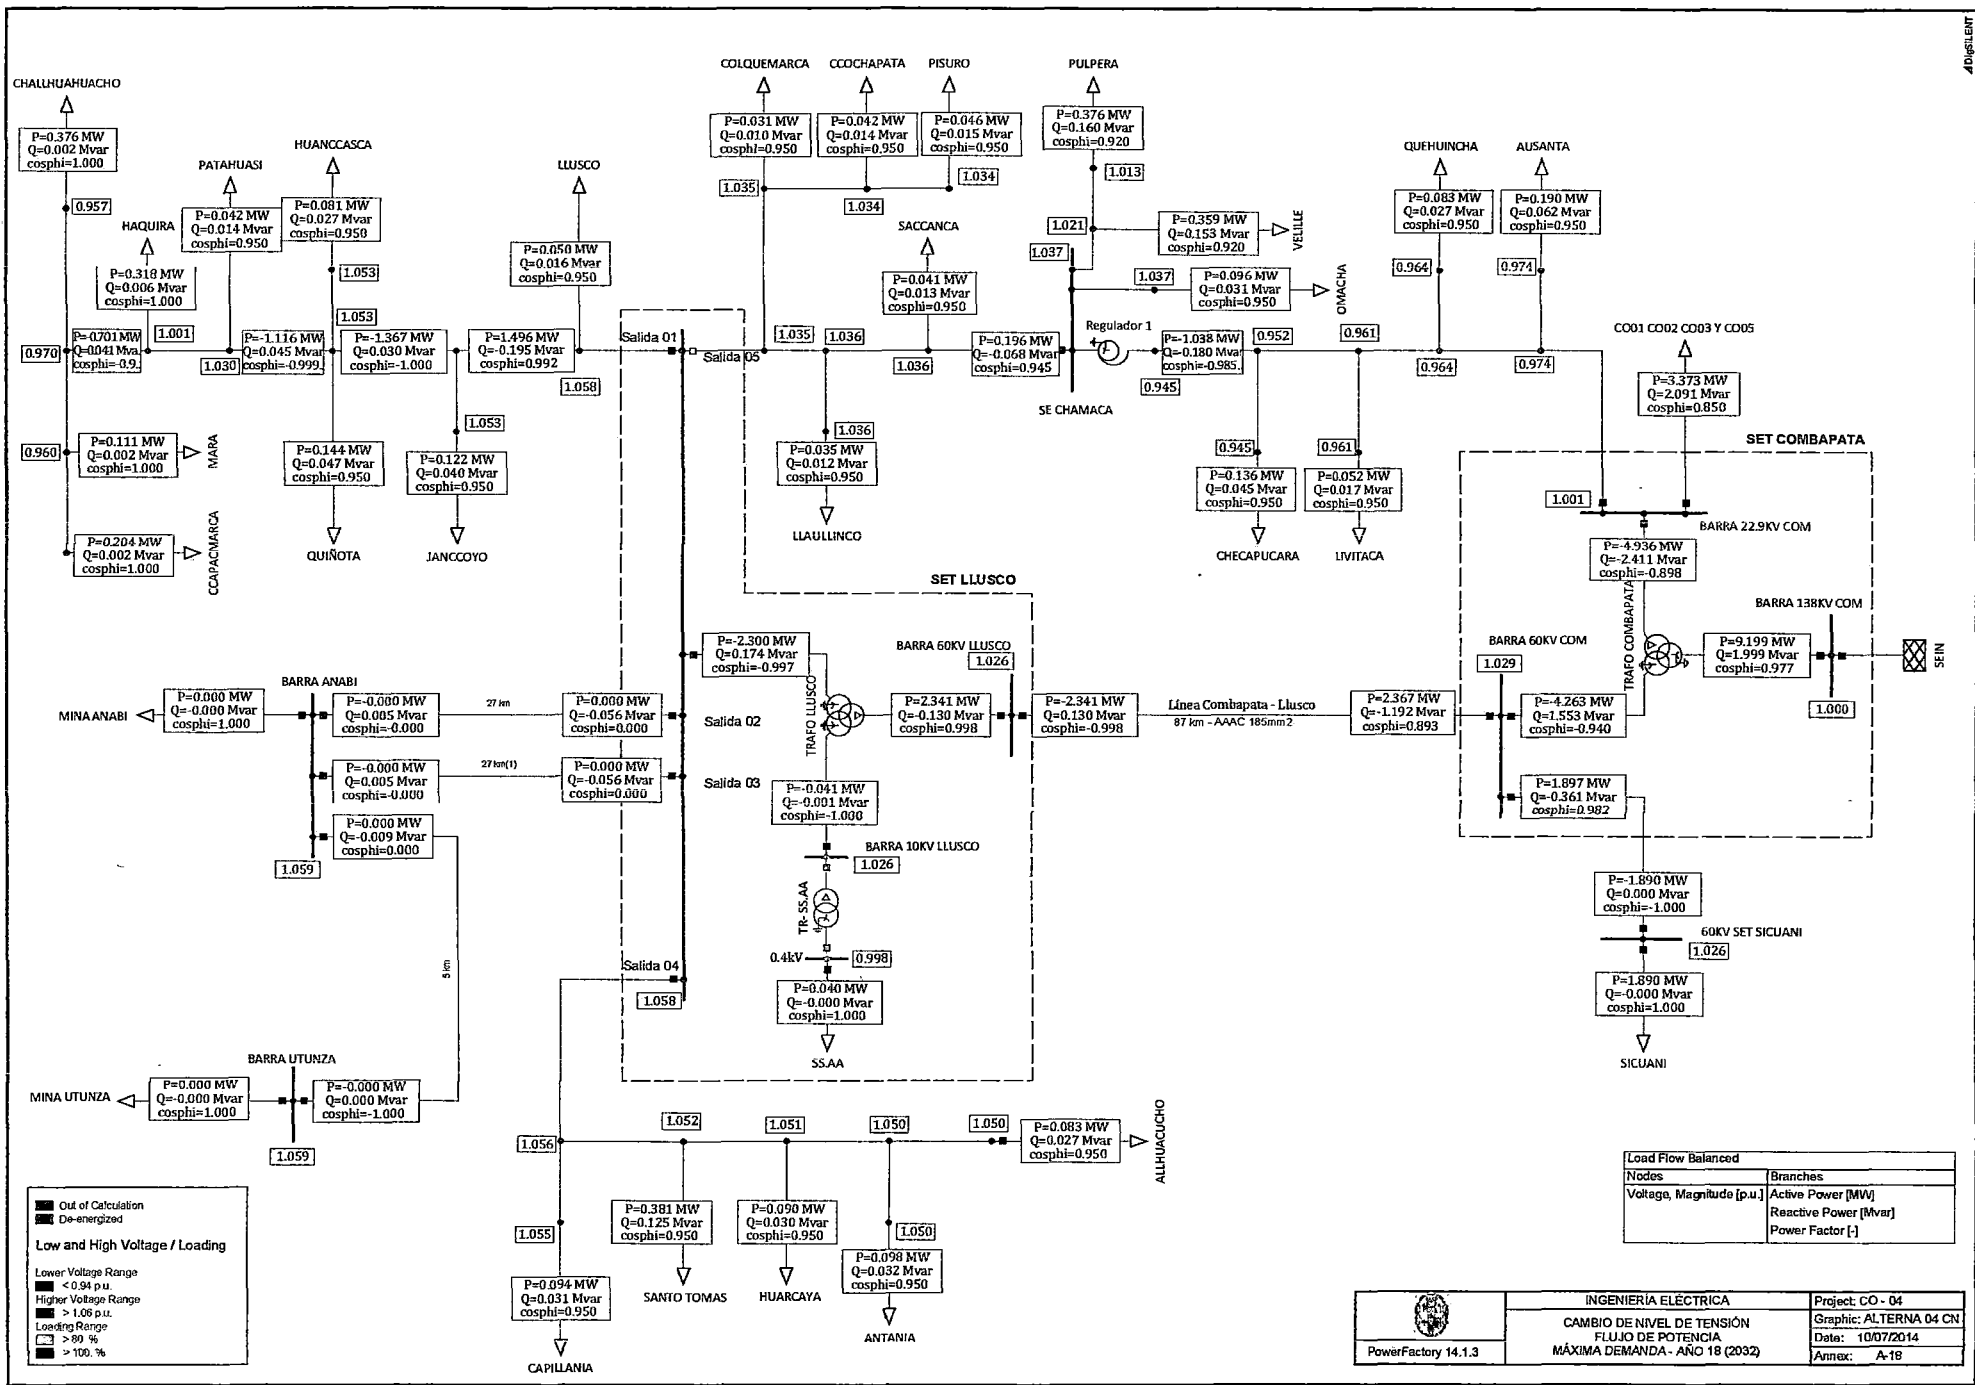 DIgSILENT
CHALLHUAHUACHO
P=0.376 MW
Q=0.002 Mvar
cosphi=1.000
0.957
PATAHUASI
P=0.042 MW
Q=0.014 Mvar
cosphi=0.950
HUANCCASCA
P=0.081 MW
Q=0.027 Mvar
cosphi=0.950
1.053
HAQUIRA
P=0.318 MW
Q=0.006 Mvar
cosphi=1.000
LLUSCO
P=0.050 MW
Q=0.016 Mvar
cosphi=0.950
0.970
P=-0.701 MW
Q=0.041 Mva.
cosphi=-0.9.
1.001
1.030
P=-1.116 MW
Q=0.045 Mvar
cosphi=-0.999.
1.053
P=-1.367 MW
Q=0.030 Mvar
cosphi=-1.000
P=1.496 MW
Q=-0.195 Mvar
cosphi=0.992
1.058
1.053
0.960
P=0.111 MW
Q=0.002 Mvar
cosphi=1.000
MARA
P=0.204 MW
Q=0.002 Mvar
cosphi=1.000
CCAPACMARCA
P=0.144 MW
Q=0.047 Mvar
cosphi=0.950
QUIÑOTA
P=0.122 MW
Q=0.040 Mvar
cosphi=0.950
JANCCOYO
COLQUEMARCA
CCOCHAPATA
PISURO
P=0.031 MW
Q=0.010 Mvar
cosphi=0.950
P=0.042 MW
Q=0.014 Mvar
cosphi=0.950
P=0.046 MW
Q=0.015 Mvar
cosphi=0.950
1.035
1.034
1.034
SACCANCA
P=0.041 MW
Q=0.013 Mvar
cosphi=0.950
Salida 01
Salida 05
1.035
1.036
1.036
P=0.196 MW
Q=-0.068 Mvar
cosphi=0.945
1.036
P=0.035 MW
Q=0.012 Mvar
cosphi=0.950
LLAULLINCO
PULPERA
P=0.376 MW
Q=0.160 Mvar
cosphi=0.920
1.013
1.021
P=0.359 MW
Q=0.153 Mvar
cosphi=0.920
VELILLE
1.037
1.037
P=0.096 MW
Q=0.031 Mvar
cosphi=0.950
OMACHA
Regulador 1
P=-1.038 MW
Q=-0.180 Mvar
cosphi=-0.985.
0.945
SE CHAMACA
0.952
0.961
QUEHUINCHA
P=0.083 MW
Q=0.027 Mvar
cosphi=0.950
0.964
0.964
AUSANTA
P=0.190 MW
Q=0.062 Mvar
cosphi=0.950
0.974
0.974
0.945
P=0.136 MW
Q=0.045 Mvar
cosphi=0.950
CHECAPUCARA
0.961
P=0.052 MW
Q=0.017 Mvar
cosphi=0.950
LIVITACA
CO01 CO02 CO03 Y CO05
P=3.373 MW
Q=2.091 Mvar
cosphi=0.850
SET COMBAPATA
1.001
BARRA 22.9KV COM
P=-4.936 MW
Q=-2.411 Mvar
cosphi=-0.898
TRAFO COMBAPATA
BARRA 138KV COM
P=9.199 MW
Q=1.999 Mvar
cosphi=0.977
1.000
SEIN
BARRA 60KV COM
1.029
P=-4.263 MW
Q=1.553 Mvar
cosphi=-0.940
P=1.897 MW
Q=-0.361 Mvar
cosphi=0.982
P=-1.890 MW
Q=0.000 Mvar
cosphi=-1.000
60KV SET SICUANI
1.026
P=1.890 MW
Q=-0.000 Mvar
cosphi=1.000
SICUANI
SET LLUSCO
P=-2.300 MW
Q=0.174 Mvar
cosphi=-0.997
TRAFO LLUSCO
BARRA 60KV LLUSCO
1.026
P=2.341 MW
Q=-0.130 Mvar
cosphi=0.998
P=-2.341 MW
Q=0.130 Mvar
cosphi=-0.998
Línea Combapata - Llusco
87 km - AAAC 185mm2
P=2.367 MW
Q=-1.192 Mvar
cosphi=0.893
P=-0.041 MW
Q=-0.001 Mvar
cosphi=-1.000
BARRA 10KV LLUSCO
1.026
TR- SS.AA
0.4kV
0.998
P=0.040 MW
Q=-0.000 Mvar
cosphi=1.000
SS.AA
MINA ANABI
P=0.000 MW
Q=-0.000 Mvar
cosphi=1.000
BARRA ANABI
P=-0.000 MW
Q=0.005 Mvar
cosphi=-0.000
27 km
P=0.000 MW
Q=-0.056 Mvar
cosphi=0.000
Salida 02
P=-0.000 MW
Q=0.005 Mvar
cosphi=-0.000
27 km(1)
P=0.000 MW
Q=-0.056 Mvar
cosphi=0.000
Salida 03
P=0.000 MW
Q=-0.009 Mvar
cosphi=0.000
1.059
5 km
Salida 04
1.058
BARRA UTUNZA
MINA UTUNZA
P=0.000 MW
Q=-0.000 Mvar
cosphi=1.000
P=-0.000 MW
Q=0.000 Mvar
cosphi=-1.000
1.059
1.056
1.052
1.051
1.050
1.050
P=0.083 MW
Q=0.027 Mvar
cosphi=0.950
ALLHUACUCHO
1.055
P=0.094 MW
Q=0.031 Mvar
cosphi=0.950
CAPILLANIA
P=0.381 MW
Q=0.125 Mvar
cosphi=0.950
SANTO TOMAS
P=0.090 MW
Q=0.030 Mvar
cosphi=0.950
HUARCAYA
1.050
P=0.098 MW
Q=0.032 Mvar
cosphi=0.950
ANTANIA
Out of Calculation
De-energized
Low and High Voltage / Loading
Lower Voltage Range
< 0.94 p.u.
Higher Voltage Range
> 1.06 p.u.
Loading Range
> 80. %
> 100. %
Load Flow Balanced
Nodes
Branches
Voltage, Magnitude [p.u.]
Active Power [MW]
Reactive Power [Mvar]
Power Factor [-]
PowerFactory 14.1.3
INGENIERÍA ELÉCTRICA
CAMBIO DE NIVEL DE TENSIÓN
FLUJO DE POTENCIA
MÁXIMA DEMANDA - AÑO 18 (2032)
Project: CO - 04
Graphic: ALTERNA 04 CN
Date: 10/07/2014
Annex: A-18